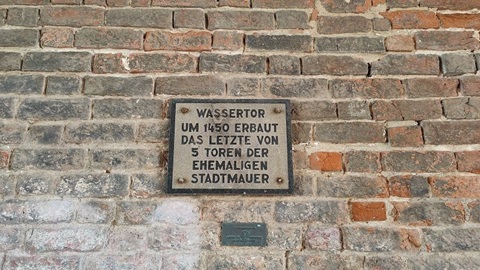 WASSERTOR
UM 1450 ERBAUT
DAS LETZTE VON
5 TOREN DER
EHEMALIGEN
STADTMAUER